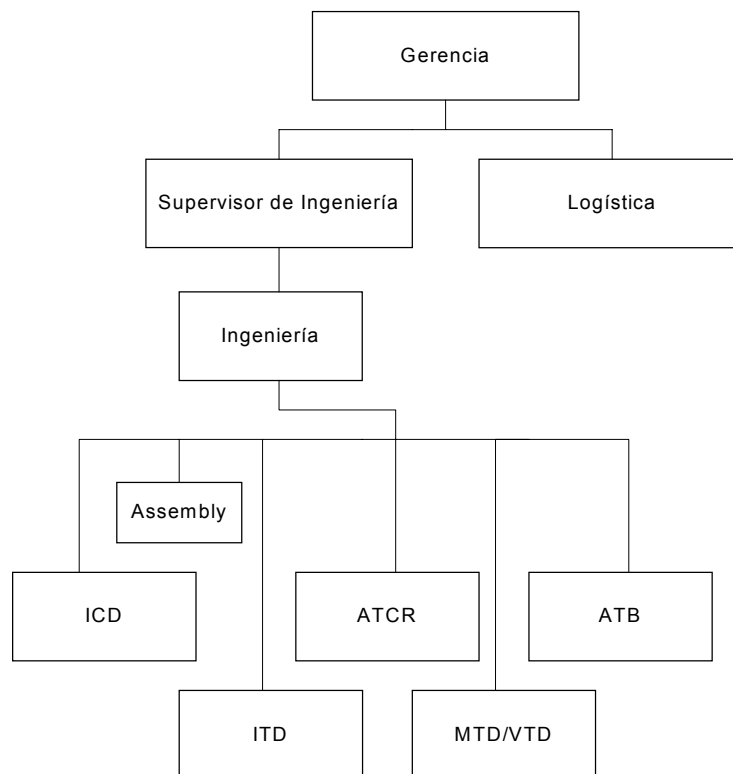 Gerencia
Supervisor de Ingeniería
Logística
Ingeniería
Assembly
ICD
ATCR
ATB
ITD
MTD/VTD